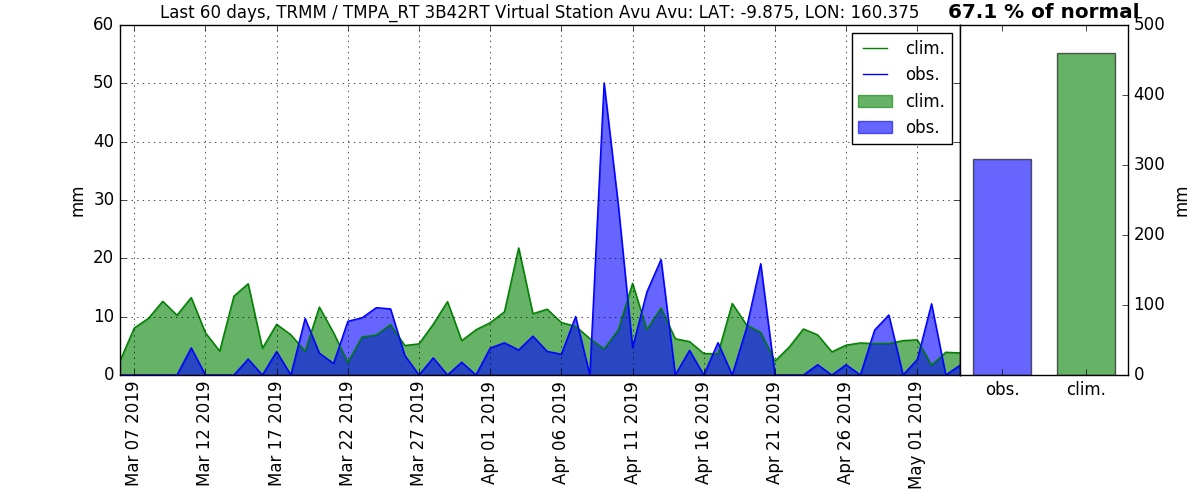 Last 60 days, TRMM / TMPA_RT 3B42RT Virtual Station Avu Avu: LAT: -9.875, LON: 160.375
67.1 % of normal
60
50
40
30
20
10
0
mm
clim.
obs.
clim.
obs.
Mar 07 2019
Mar 12 2019
Mar 17 2019
Mar 22 2019
Mar 27 2019
Apr 01 2019
Apr 06 2019
Apr 11 2019
Apr 16 2019
Apr 21 2019
Apr 26 2019
May 01 2019
500
400
300
200
100
0
mm
obs.
clim.